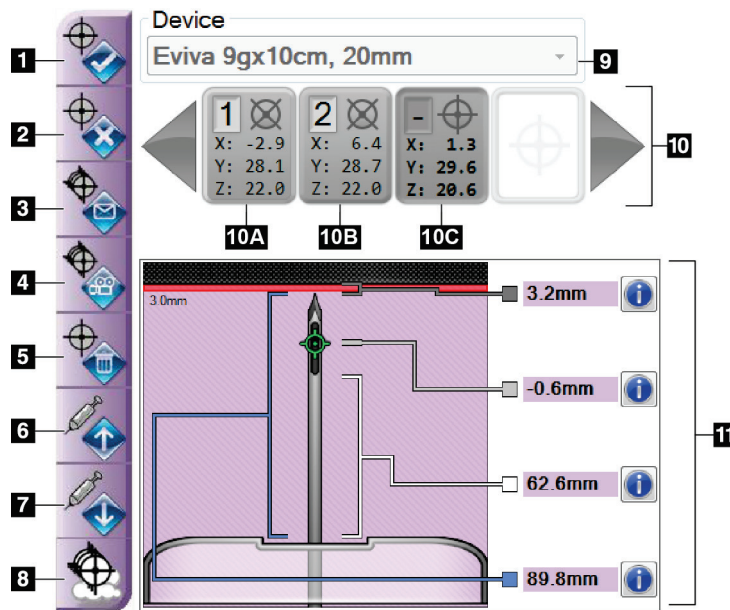 Device
1
Eviva 9gx10cm, 20mm
9
2
1
2
-
X: -2.9
X: 6.4
X: 1.3
Y: 28.1
Y: 28.7
Y: 29.6
Z: 22.0
Z: 22.0
Z: 20.6
10
3
10A
10B
10C
4
3.0mm
3.2mm
5
-0.6mm
6
11
62.6mm
7
8
89.8mm